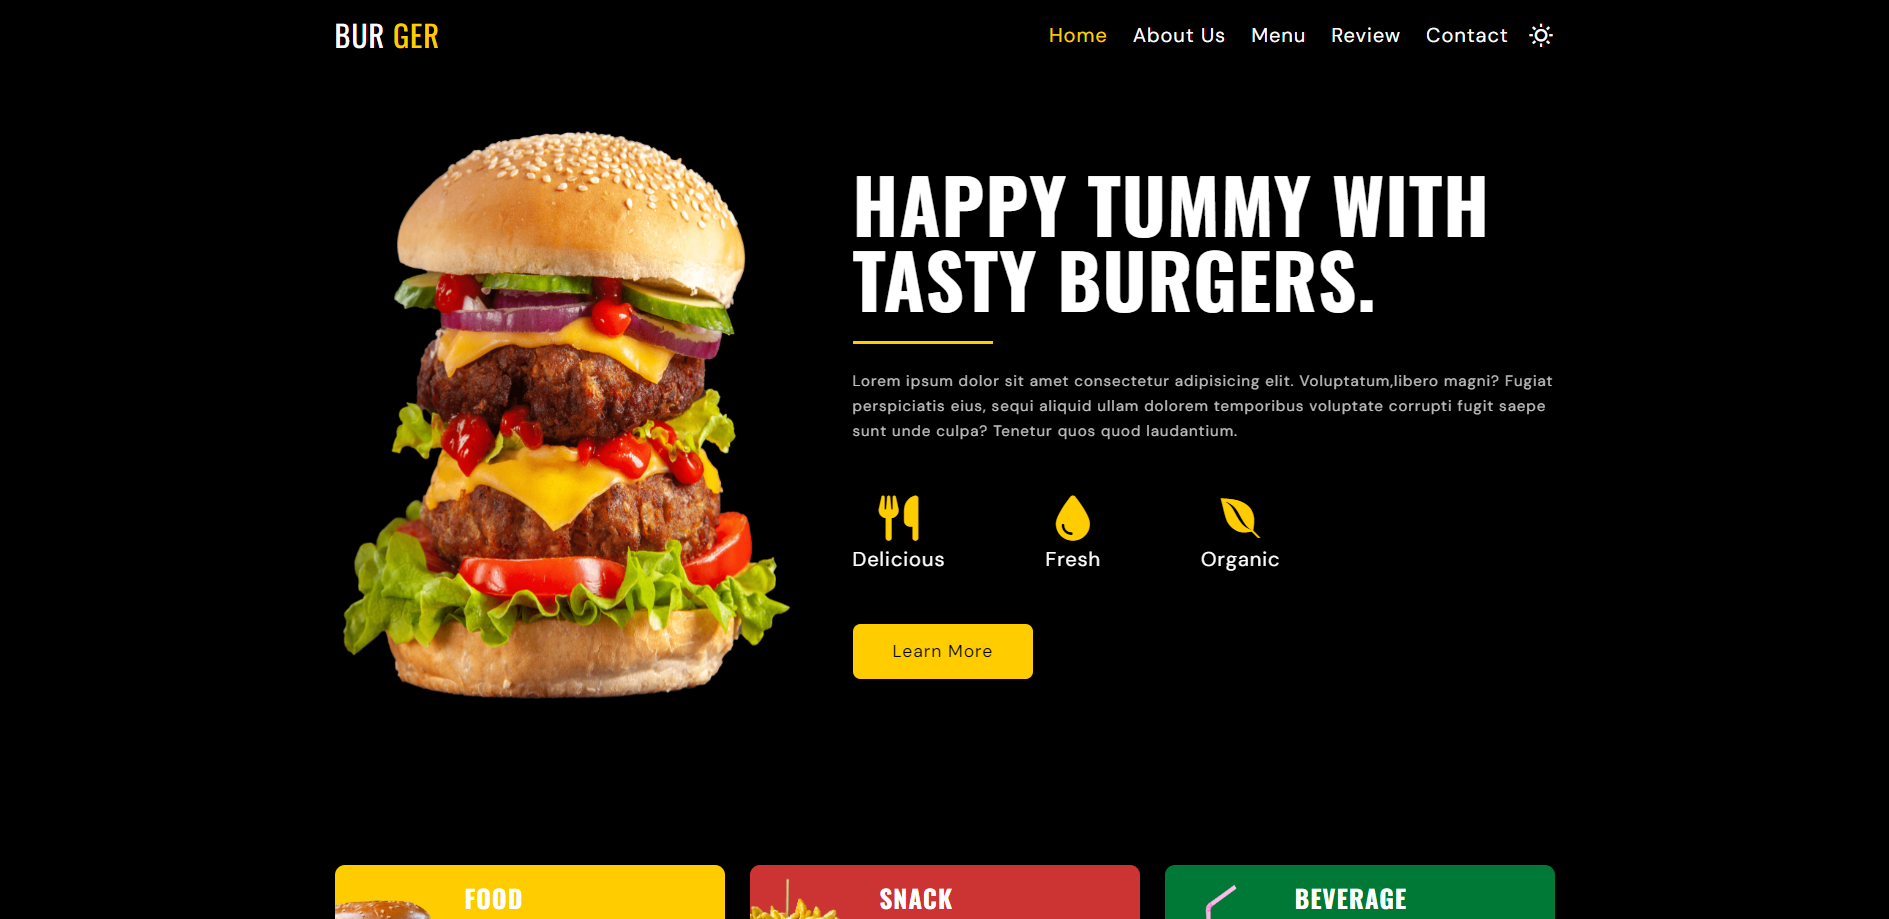 BUR GER
Home About Us Menu Review Contact
HAPPY TUMMY WITH
TASTY BURGERS.
Lorem ipsum dolor sit amet consectetur adipisicing elit. Voluptatum,libero magni? Fugiat
perspiciatis eius, sequi aliquid ullam dolorem temporibus voluptate corrupti fugit saepe
sunt unde culpa? Tenetur quos quod laudantium.
Delicious Fresh Organic
Learn More
FOOD SNACK BEVERAGE